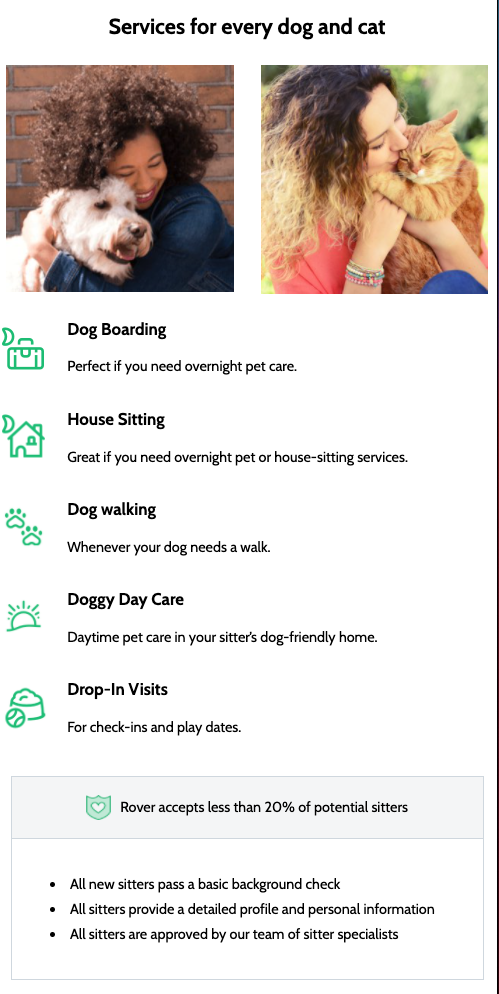 Services for every dog and cat
Dog Boarding
Perfect if you need overnight pet care.
House Sitting
Great if you need overnight pet or house-sitting services.
Dog walking
Whenever your dog needs a walk.
Doggy Day Care
Daytime pet care in your sitter's dog-friendly home.
Drop-In Visits
For check-ins and play dates.
Rover accepts less than 20% of potential sitters
• All new sitters pass a basic background check
• All sitters provide a detailed profile and personal information
• All sitters are approved by our team of sitter specialists